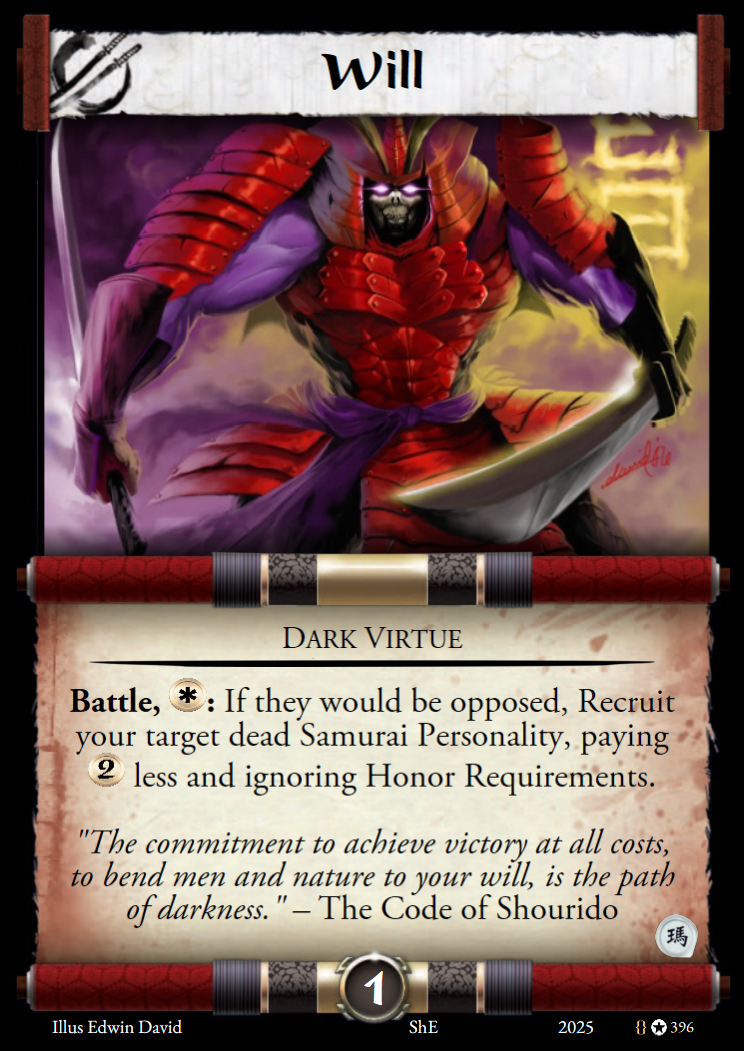 Will
DARK VIRTUE
Battle, *: If they would be opposed, Recruit
your target dead Samurai Personality, paying
2 less and ignoring Honor Requirements.
"The commitment to achieve victory at all costs,
to bend men and nature to your will, is the path
of darkness." – The Code of Shourido
瑪
1
Illus Edwin David
ShE
2025
{} ✪ 396